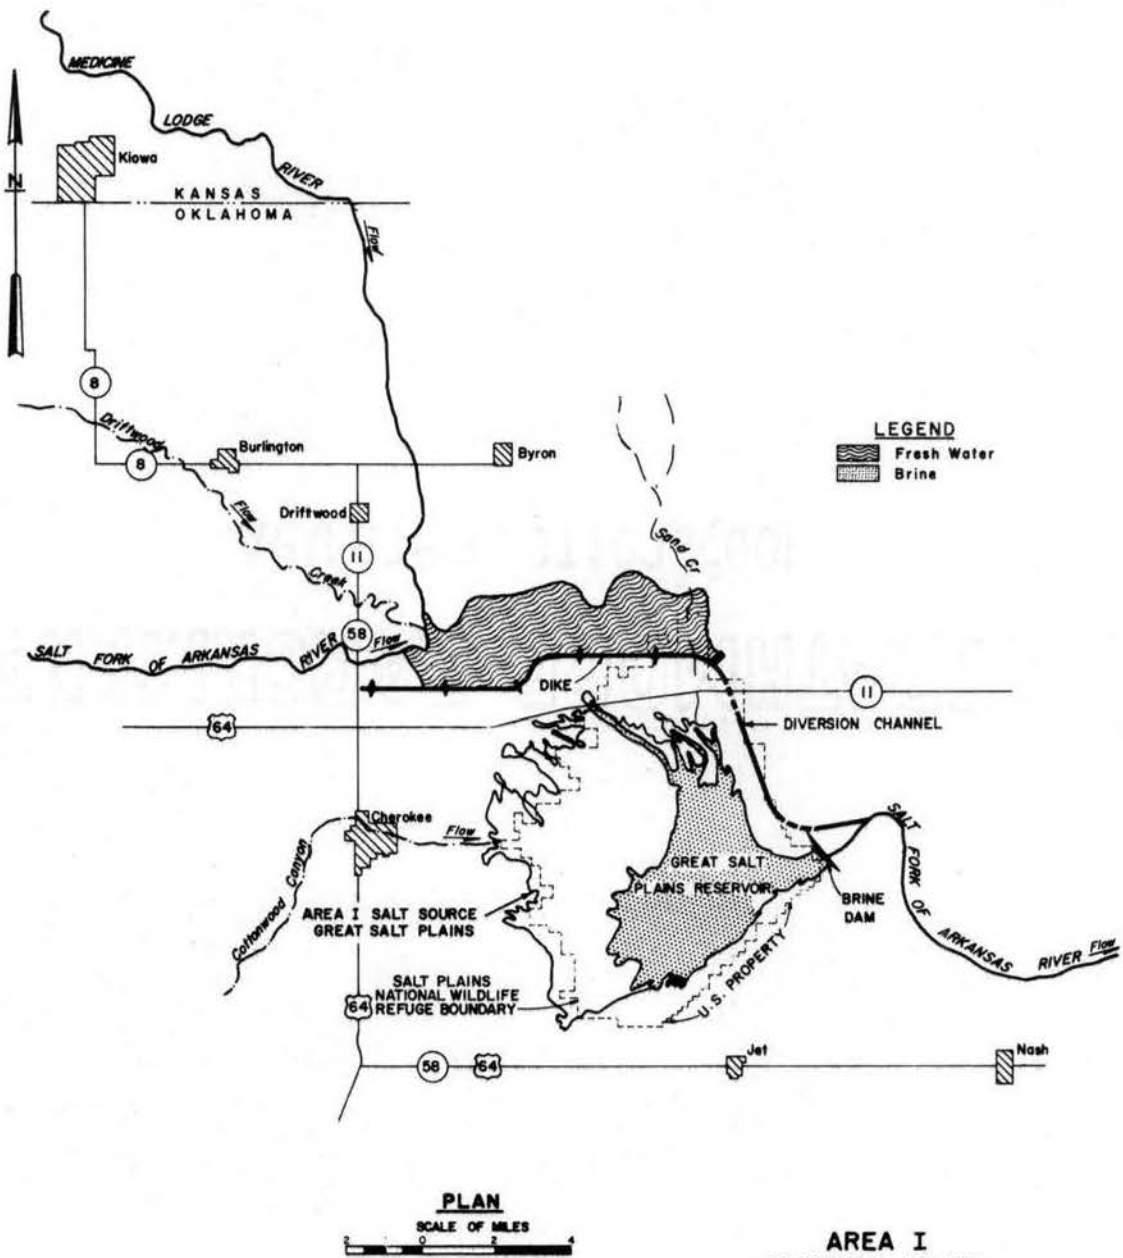 MEDICINE
LODGE
RIVER
Kiowa
N
KANSAS
OKLAHOMA
Flow
8
Driftwood
8
Burlington
Byron
LEGEND
Fresh Water
Brine
Flow
Driftwood
11
Sand Cr
Creek
58
SALT FORK OF ARKANSAS RIVER
Flow
DIKE
11
64
DIVERSION CHANNEL
Cherokee
Flow
SALT FORK OF ARKANSAS RIVER
Flow
GREAT SALT
PLAINS RESERVOIR
BRINE
DAM
Cottonwood Canyon
AREA I SALT SOURCE
GREAT SALT PLAINS
SALT PLAINS
NATIONAL WILDLIFE
REFUGE BOUNDARY
U.S. PROPERTY
64
58
64
Jet
Nash
PLAN
SCALE OF MILES
2 0 2 4
AREA I